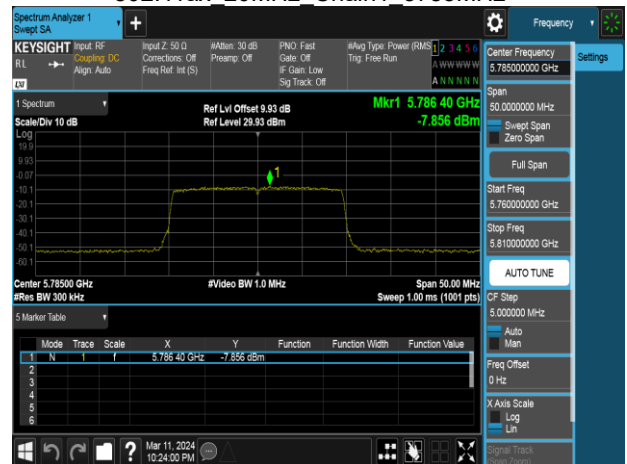 Spectrum Analyzer 1
Swept SA
Frequency
KEYSIGHT
RL
Input: RF
Coupling: DC
Align: Auto
Input Z: 50 Ω
Corrections: Off
Freq Ref: Int (S)
#Atten: 30 dB
Preamp: Off
PNO: Fast
Gate: Off
IF Gain: Low
Sig Track: Off
#Avg Type: Power (RMS
Trig: Free Run
1 2 3 4 5 6
A W W W W W
A N N N N N
LXI
1 Spectrum
Scale/Div 10 dB
Ref Lvl Offset 9.93 dB
Ref Level 29.93 dBm
Mkr1 5.786 40 GHz
-7.856 dBm
Log
19.9
9.93
-0.07
-10.1
-20.1
-30.1
-40.1
-50.1
-60.1
1
Center 5.78500 GHz
#Res BW 300 kHz
#Video BW 1.0 MHz
Span 50.00 MHz
Sweep 1.00 ms (1001 pts)
5 Marker Table
Mode Trace Scale X Y Function Function Width Function Value
1 N 1 f 5.786 40 GHz -7.856 dBm
2
3
4
5
6
Mar 11, 2024
10:24:00 PM
Center Frequency
5.785000000 GHz
Settings
Span
50.0000000 MHz
Swept Span
Zero Span
Full Span
Start Freq
5.760000000 GHz
Stop Freq
5.810000000 GHz
AUTO TUNE
CF Step
5.000000 MHz
Auto
Man
Freq Offset
0 Hz
X Axis Scale
Log
Lin
Signal Track
(Span Zoom)